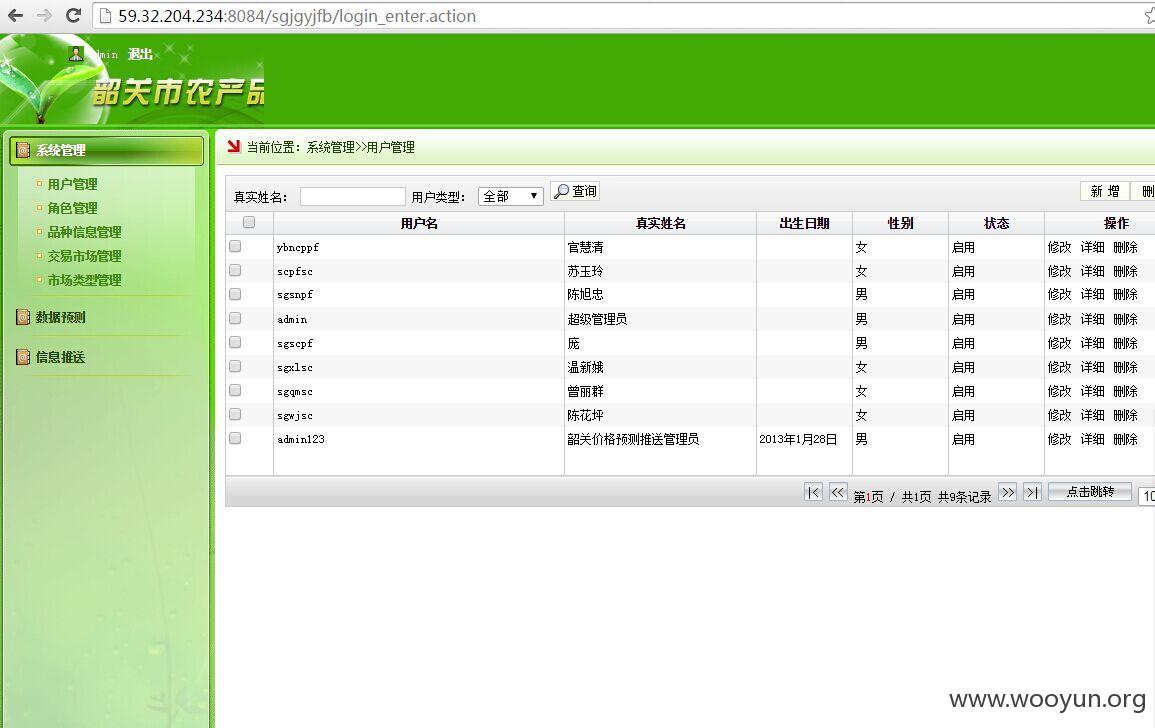 59.32.204.234:8084/sgjgyjfb/login_enter.action
退出
韶关市农产品
系统管理
用户管理
角色管理
品种信息管理
交易市场管理
市场类型管理
数据预测
信息推送
当前位置：系统管理>>用户管理
真实姓名： 用户类型： 全部 查询 新 增
用户名 真实姓名 出生日期 性别 状态 操作
ybncppf 官慧清 女 启用 修改 详细 删除
scpfsc 苏玉玲 女 启用 修改 详细 删除
sgsnpf 陈旭忠 男 启用 修改 详细 删除
admin 超级管理员 男 启用 修改 详细 删除
sgscpf 庞 男 启用 修改 详细 删除
sgxlsc 温新娥 女 启用 修改 详细 删除
sgqmsc 曾丽群 女 启用 修改 详细 删除
sgwjsc 陈花坪 女 启用 修改 详细 删除
admin123 韶关价格预测推送管理员 2013年1月28日 男 启用 修改 详细 删除
第1页 / 共1页 共9条记录 点击跳转 10
www.wooyun.org